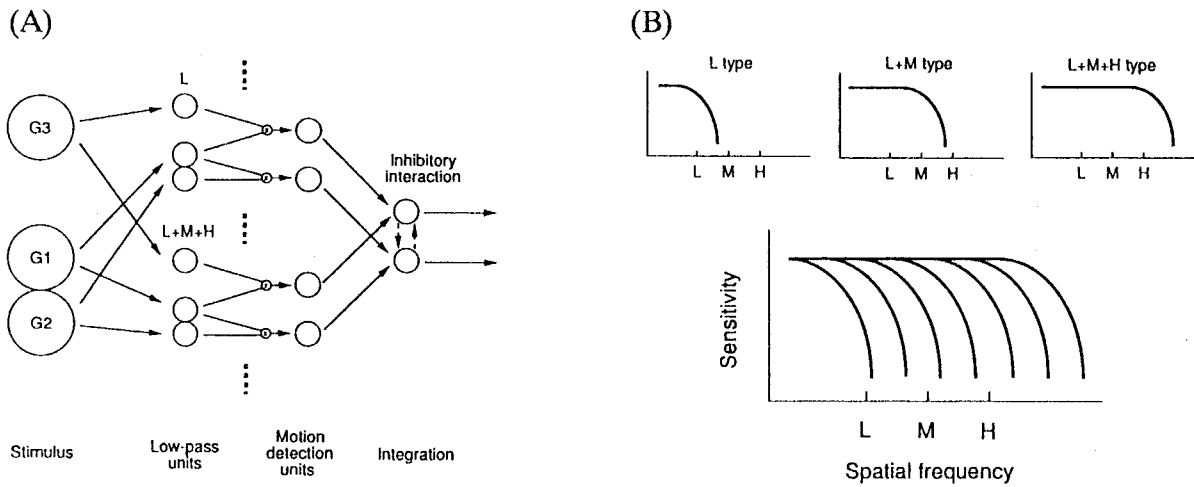 (A)
L
G3
G1
G2
L+M+H
Inhibitory
interaction
Stimulus
Low-pass
units
Motion
detection
units
Integration
(B)
L type
L M H
L+M type
L M H
L+M+H type
L M H
Sensitivity
L M H
Spatial frequency